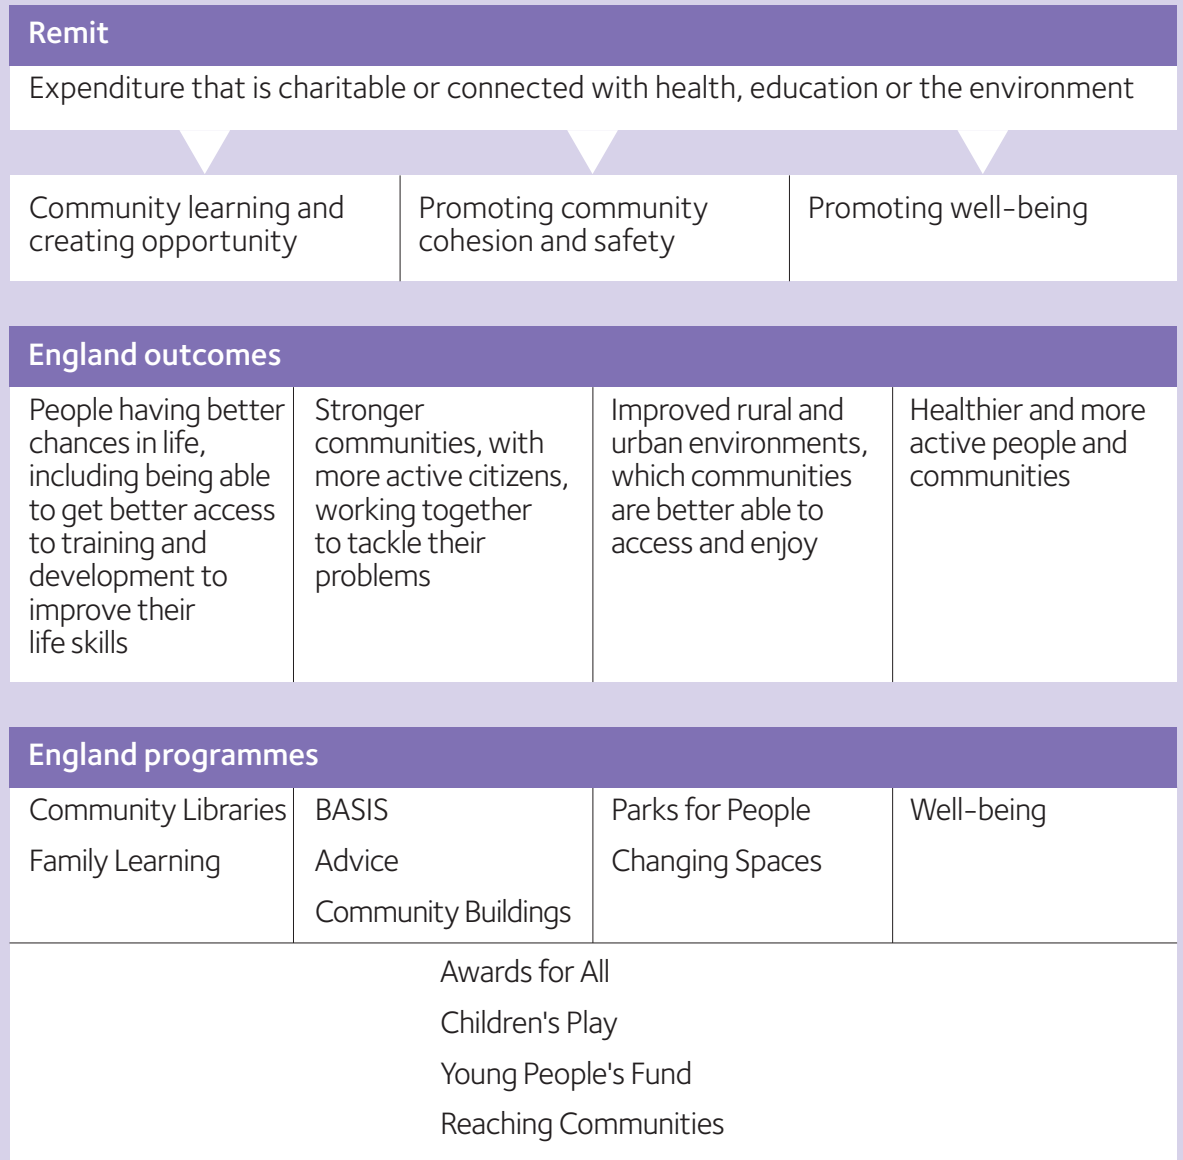 Remit
Expenditure that is charitable or connected with health, education or the environment
Community learning and
creating opportunity
Promoting community
cohesion and safety
Promoting well-being
England outcomes
People having better
chances in life,
including being able
to get better access
to training and
development to
improve their
life skills
Stronger
communities, with
more active citizens,
working together
to tackle their
problems
Improved rural and
urban environments,
which communities
are better able to
access and enjoy
Healthier and more
active people and
communities
England programmes
Community Libraries
Family Learning
BASIS
Advice
Community Buildings
Parks for People
Changing Spaces
Well-being
Awards for All
Children's Play
Young People's Fund
Reaching Communities